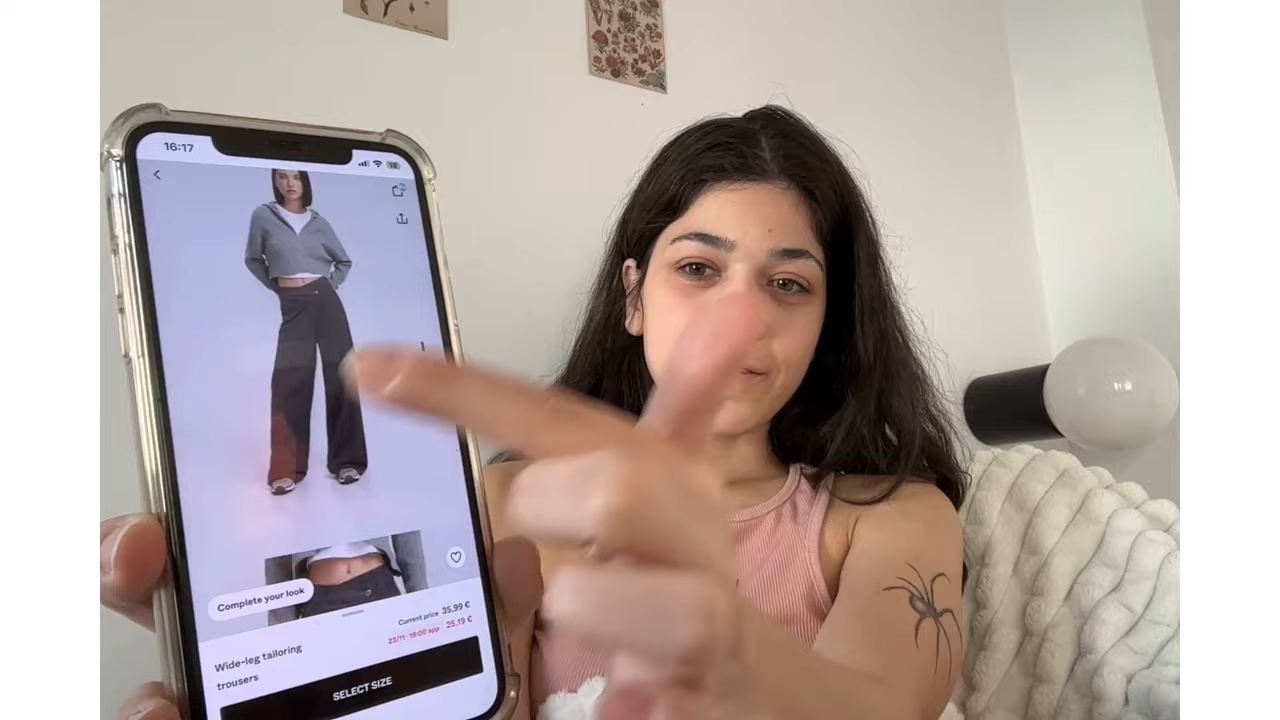 16:17
Complete your look
Current price 35,99 €
23/11 · 19:00 app 25,19 €
Wide-leg tailoring
trousers
SELECT SIZE